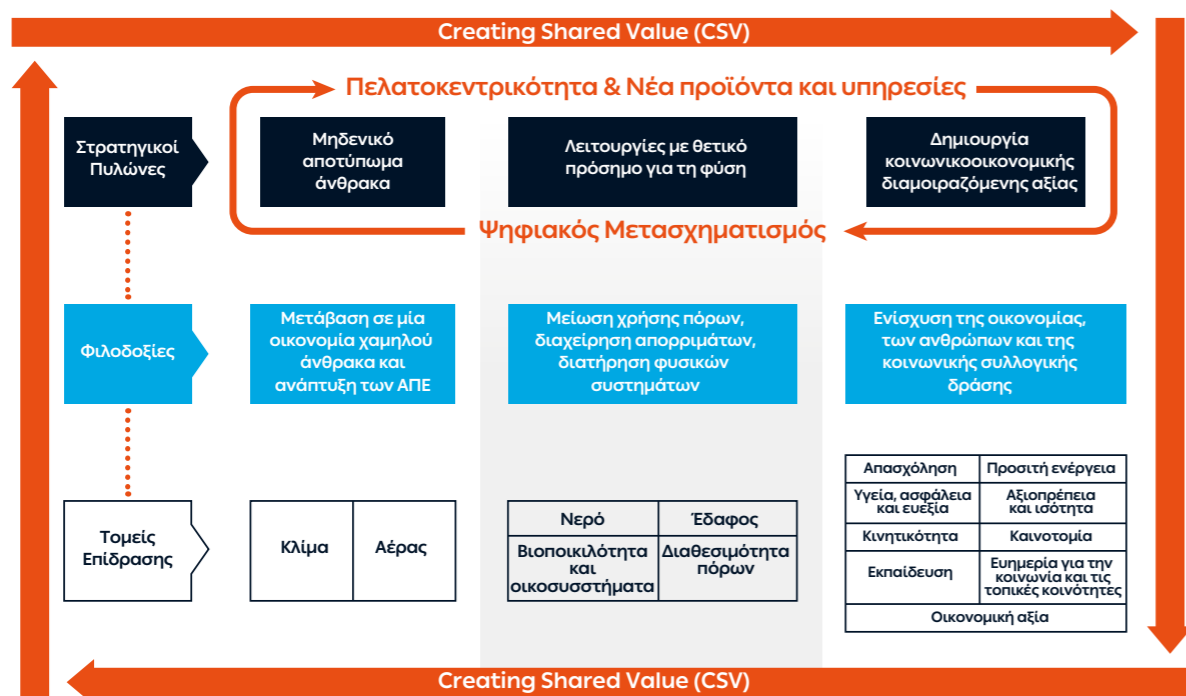 Creating Shared Value (CSV)
Πελατοκεντρικότητα & Νέα προϊόντα και υπηρεσίες
Στρατηγικοί
Πυλώνες
Μηδενικό
αποτύπωμα
άνθρακα
Λειτουργίες με θετικό
πρόσημο για τη φύση
Δημιουργία
κοινωνικοοικονομικής
διαμοιραζόμενης αξίας
Ψηφιακός Μετασχηματισμός
Φιλοδοξίες
Μετάβαση σε μία
οικονομία χαμηλού
άνθρακα και
ανάπτυξη των ΑΠΕ
Μείωση χρήσης πόρων,
διαχείρηση απορριμάτων,
διατήρηση φυσικών
συστημάτων
Ενίσχυση της οικονομίας,
των ανθρώπων και της
κοινωνικής συλλογικής
δράσης
Τομείς
Επίδρασης
Κλίμα
Αέρας
Νερό
Έδαφος
Βιοποικιλότητα
και
οικοσυσστήματα
Διαθεσιμότητα
πόρων
Απασχόληση
Προσιτή ενέργεια
Υγεία, ασφάλεια
και ευεξία
Αξιοπρέπεια
και ισότητα
Κινητικότητα
Καινοτομία
Εκπαίδευση
Ευημερία για την
κοινωνία και τις
τοπικές κοινότητες
Οικονομική αξία
Creating Shared Value (CSV)